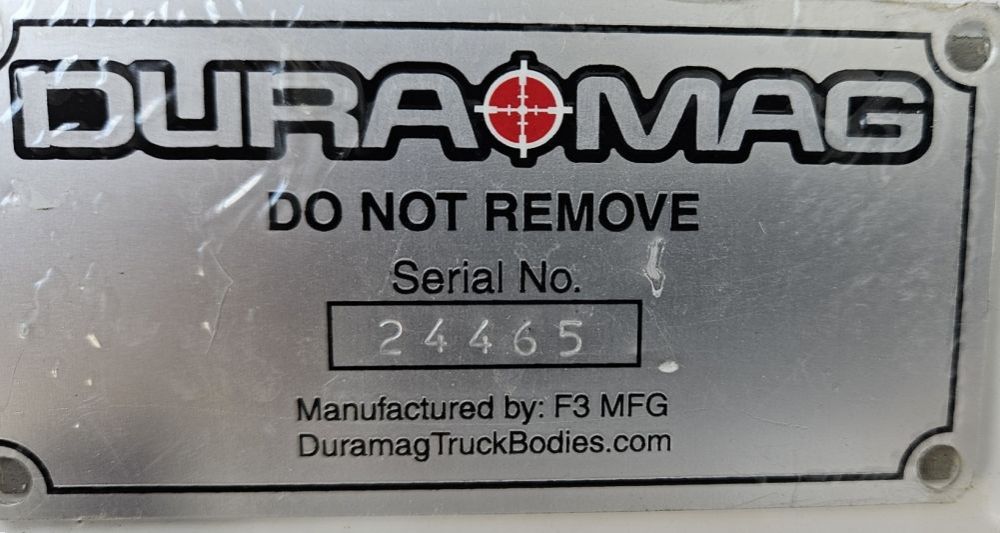 DURAMAG
DO NOT REMOVE
Serial No.
24465
Manufactured by: F3 MFG
DuramagTruckBodies.com